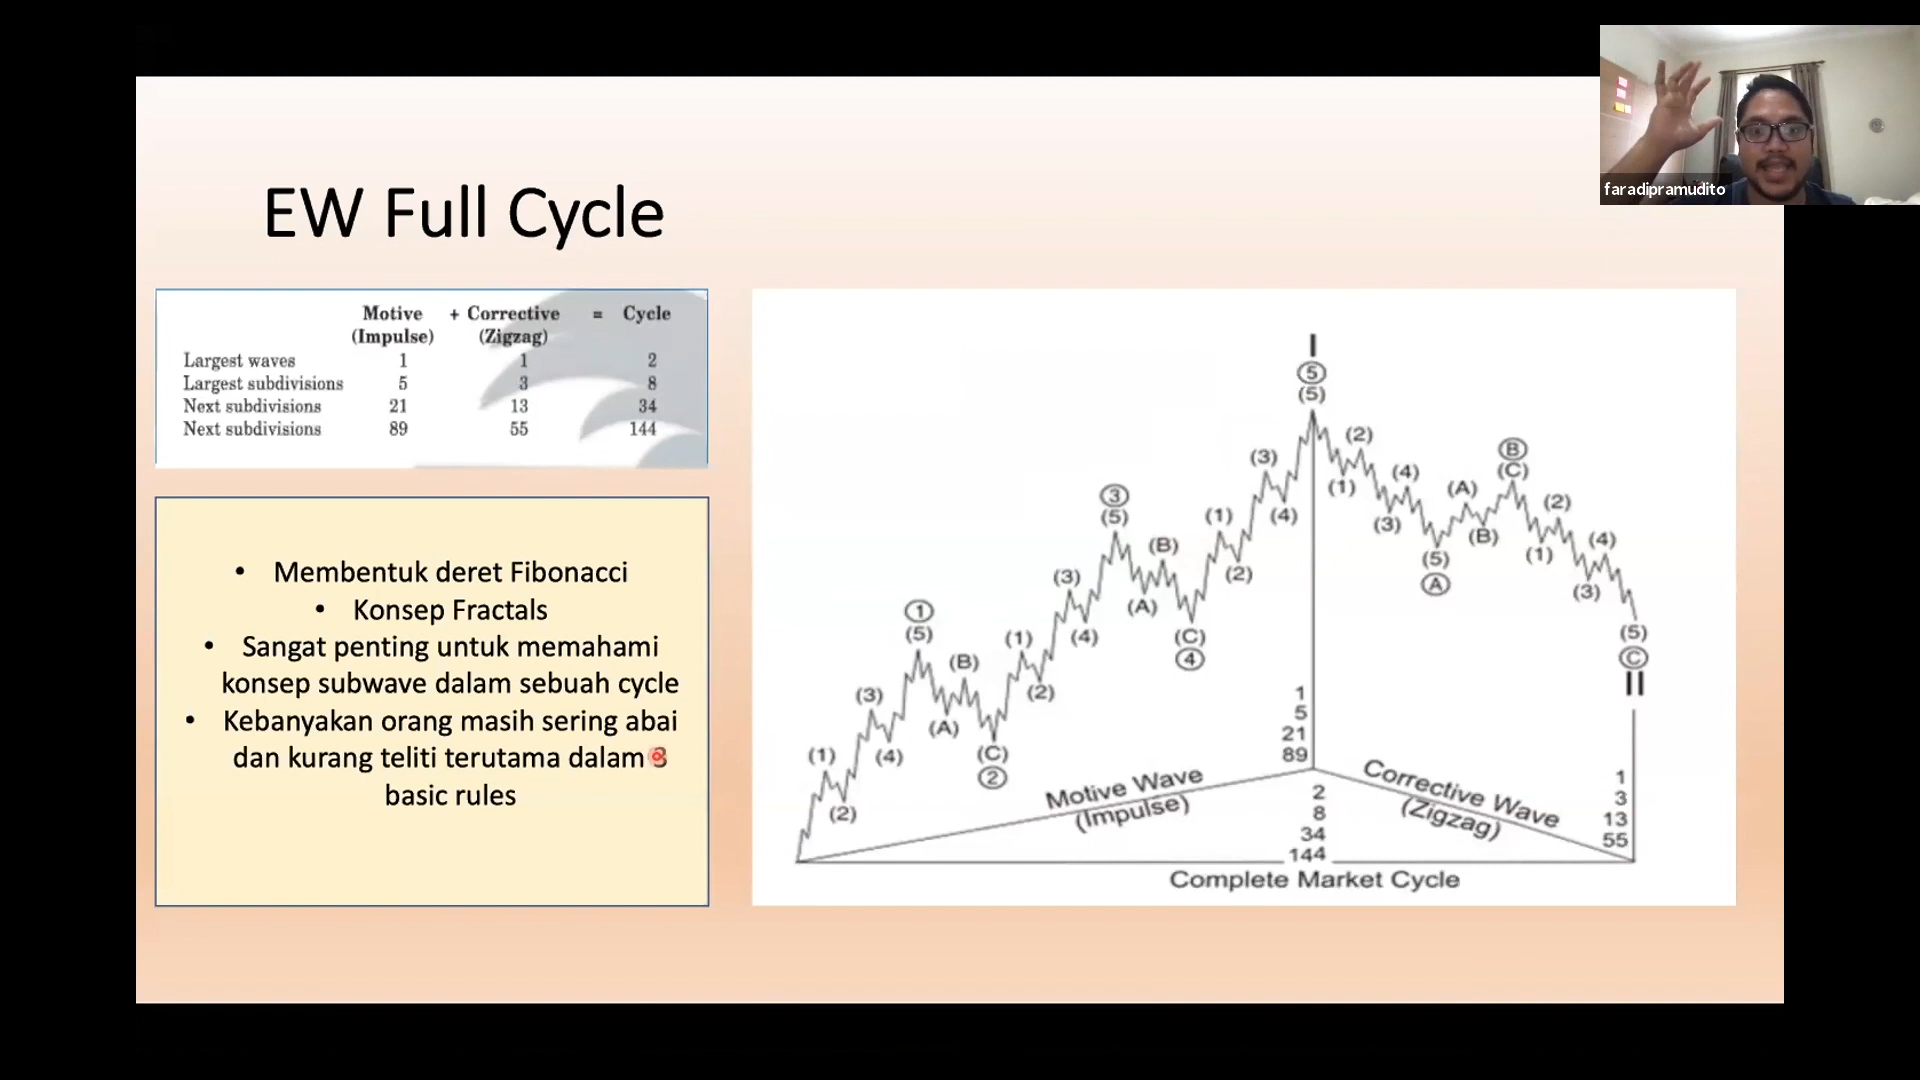 faradipramudito
EW Full Cycle
Motive + Corrective = Cycle
(Impulse) (Zigzag)
Largest waves 1 1 2
Largest subdivisions 5 3 8
Next subdivisions 21 13 34
Next subdivisions 89 55 144
• Membentuk deret Fibonacci
• Konsep Fractals
• Sangat penting untuk memahami
konsep subwave dalam sebuah cycle
• Kebanyakan orang masih sering abai
dan kurang teliti terutama dalam 3
basic rules
I
5
(5)
(2)
B
(3)
(C)
(4)
(1)
(A)
3
(2)
(5)
(1)
(4)
(3)
(B)
(4)
(B)
(1)
(5)
(3)
(2)
A
(3)
(A)
1
(5)
(1)
(4)
(C)
(5)
4
C
(B)
II
(3)
(2)
(A)
(4)
(1)
(C)
2
(2)
1
5
21
89
Motive Wave
(Impulse)
Corrective Wave
(Zigzag)
1
3
13
55
2
8
34
144
Complete Market Cycle